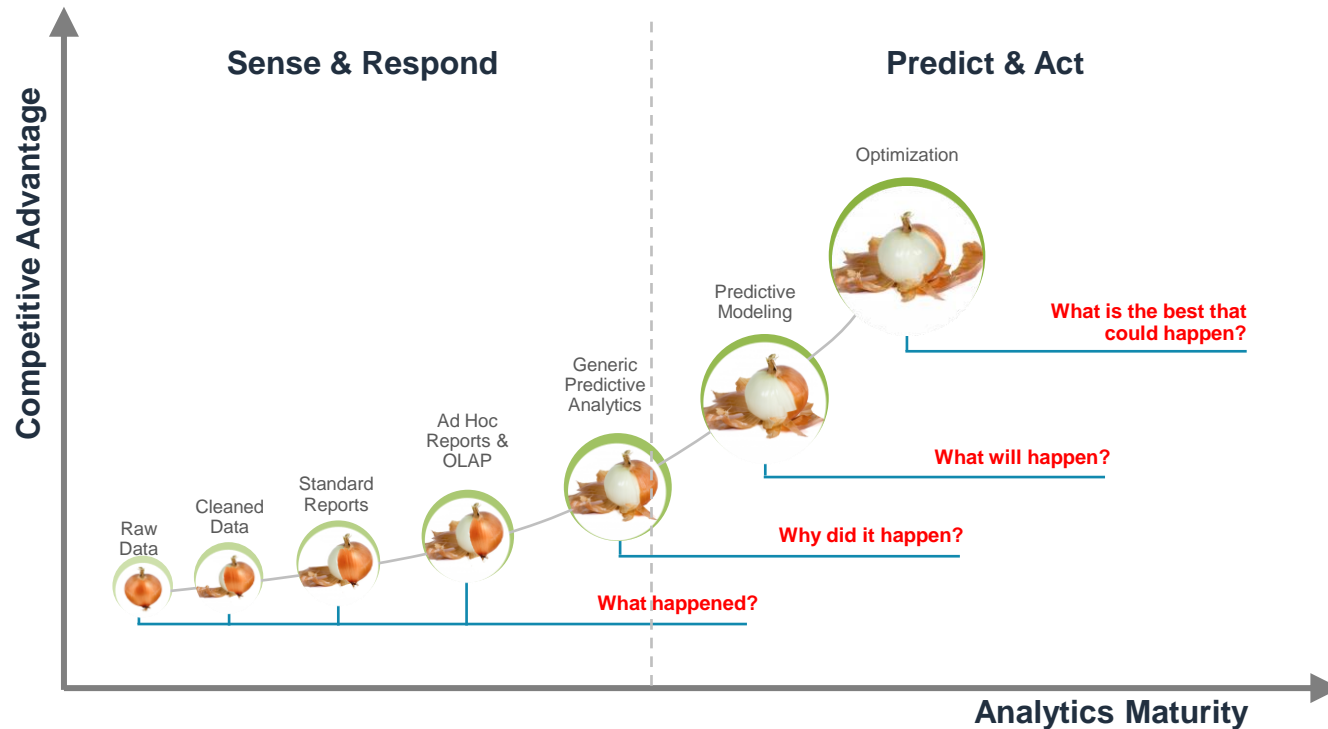 Sense & Respond
Predict & Act
Competitive Advantage
Optimization
What is the best that
could happen?
Predictive
Modeling
What will happen?
Generic
Predictive
Analytics
Why did it happen?
Ad Hoc
Reports &
OLAP
Standard
Reports
Cleaned
Data
Raw
Data
What happened?
Analytics Maturity